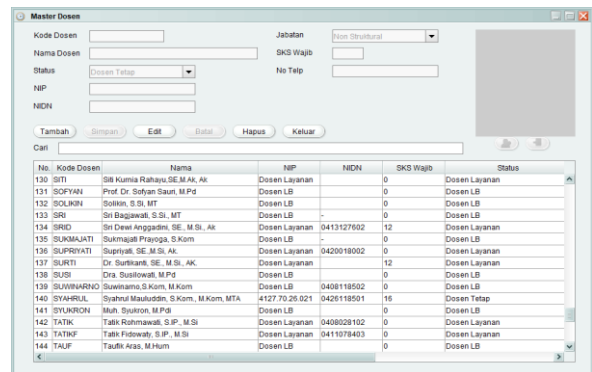 Master Dosen
Kode Dosen Jabatan Non Struktural
Nama Dosen SKS Wajib
Status Dosen Tetap No Telp
NIP
NIDN
Tambah Simpan Edit Batal Hapus Keluar
Cari
No. Kode Dosen Nama NIP NIDN SKS Wajib Status
130 SITI Siti Kurnia Rahayu,SE,M.Ak, Ak Dosen Layanan 0 Dosen Layanan
131 SOFYAN Prof. Dr. Sofyan Sauri, M.Pd Dosen LB 0 Dosen LB
132 SOLIKIN Solikin, S.Si, MT Dosen LB 0 Dosen LB
133 SRI Sri Bagjawati, S.Si., MT Dosen LB - 0 Dosen LB
134 SRID Sri Dewi Anggadini, SE., M.Si., Ak Dosen Layanan 0413127602 12 Dosen Layanan
135 SUKMAJATI Sukmajati Prayoga, S.Kom Dosen LB - 0 Dosen LB
136 SUPRIYATI Supriyati, SE.,M.Si, Ak. Dosen Layanan 0420018002 0 Dosen Layanan
137 SURTI Dr. Surtikanti, SE., M.Si., AK. Dosen Layanan 12 Dosen Layanan
138 SUSI Dra. Susilowati, M.Pd Dosen LB 0 Dosen LB
139 SUWINARNO Suwinarno,S.Kom, M.Kom Dosen LB 0408118502 0 Dosen LB
140 SYAHRUL Syahrul Mauluddin, S.Kom., M.Kom, MTA 4127.70.26.021 0426118501 16 Dosen Tetap
141 SYUKRON Muh. Syukron, M.Pdi Dosen LB 0 Dosen LB
142 TATIK Tatik Rohmawati, S.IP., M.Si Dosen Layanan 0408028102 0 Dosen Layanan
143 TATIKF Tatik Fidowaty, S.IP., M.Si Dosen Layanan 0411078403 0 Dosen Layanan
144 TAUF Taufik Aras, M.Hum Dosen LB 0 Dosen LB